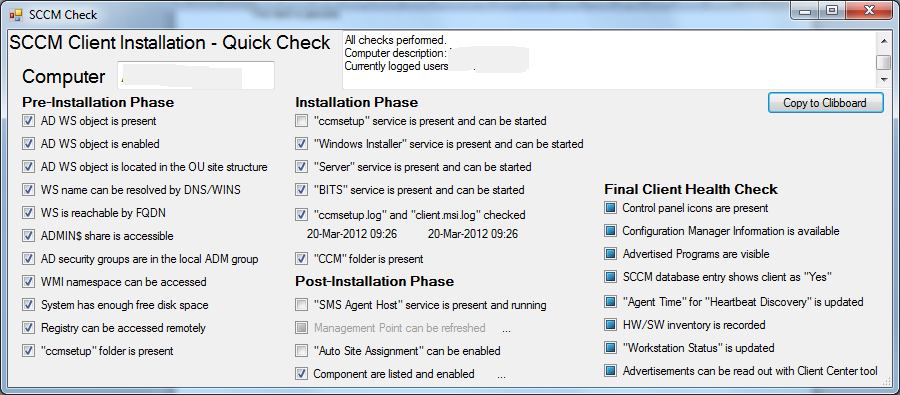 SCCM Check
SCCM Client Installation - Quick Check
All checks performed.
Computer description:
Currently logged users
Computer
Copy to Clibboard
Pre-Installation Phase
AD WS object is present
AD WS object is enabled
AD WS object is located in the OU site structure
WS name can be resolved by DNS/WINS
WS is reachable by FQDN
ADMIN$ share is accessible
AD security groups are in the local ADM group
WMI namespace can be accessed
System has enough free disk space
Registry can be accessed remotely
"ccmsetup" folder is present
Installation Phase
"ccmsetup" service is present and can be started
"Windows Installer" service is present and can be started
"Server" service is present and can be started
"BITS" service is present and can be started
"ccmsetup.log" and "client.msi.log" checked
20-Mar-2012 09:26 20-Mar-2012 09:26
"CCM" folder is present
Post-Installation Phase
"SMS Agent Host" service is present and running
Management Point can be refreshed ...
"Auto Site Assignment" can be enabled
Component are listed and enabled ...
Final Client Health Check
Control panel icons are present
Configuration Manager Information is available
Advertised Programs are visible
SCCM database entry shows client as "Yes"
"Agent Time" for "Heartbeat Discovery" is updated
HW/SW inventory is recorded
"Workstation Status" is updated
Advertisements can be read out with Client Center tool